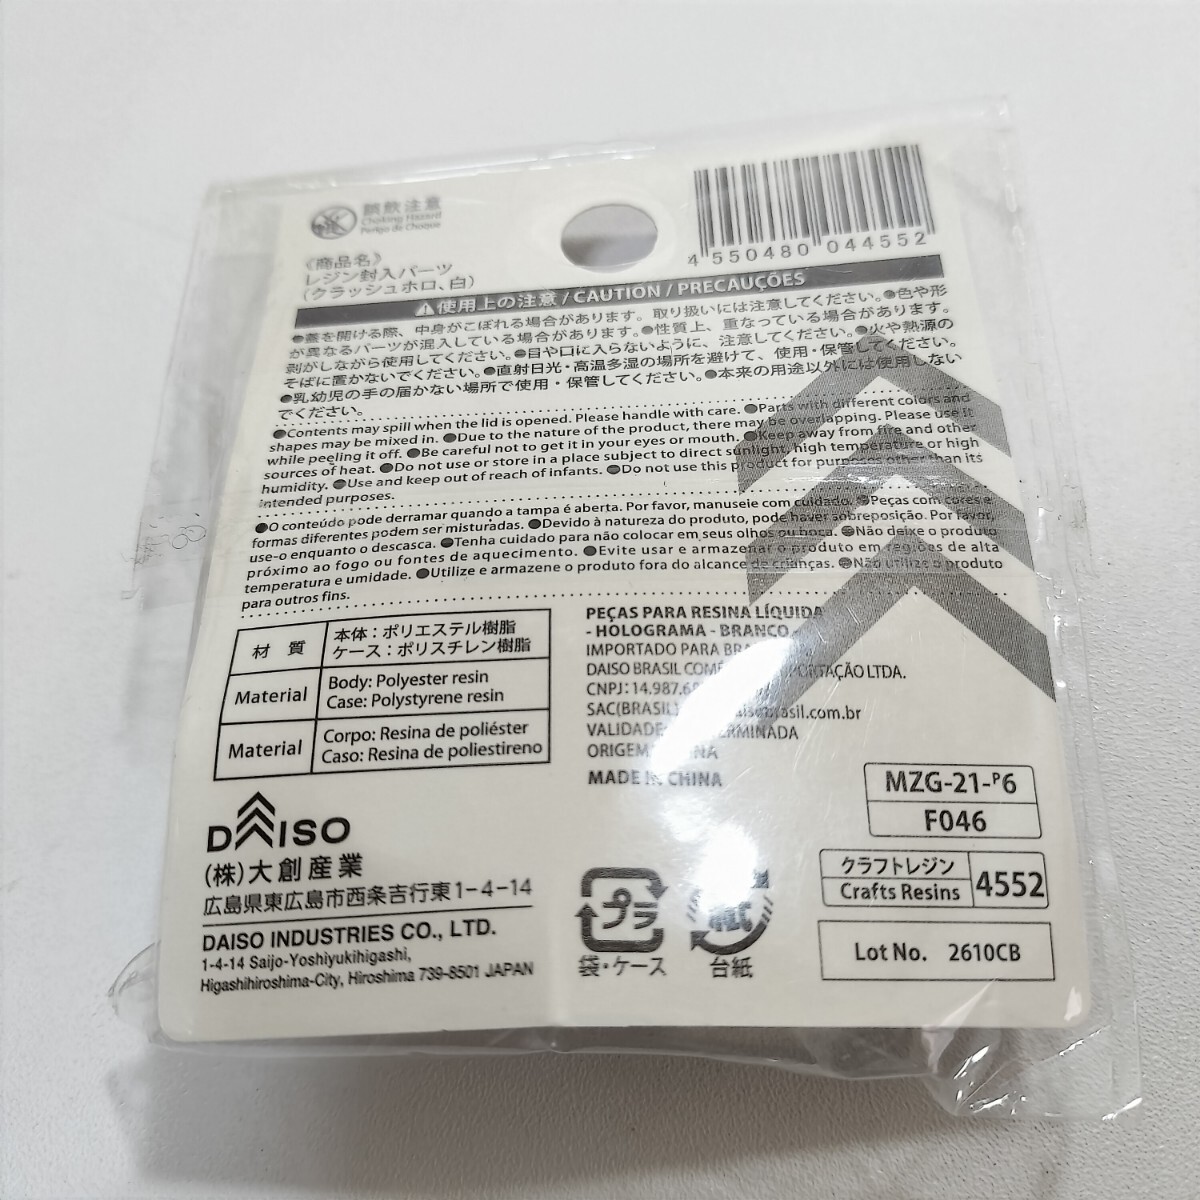 誤飲注意
Choking Hazard
Perigo de Choque
《商品名》
レジン封入パーツ
(クラッシュホロ、白)
4 550480 044552
使用上の注意 / CAUTION / PRECAUÇÕES
●蓋を開ける際、中身がこぼれる場合があります。取り扱いには注意してください。●色や形
が異なるパーツが混入している場合があります。●性質上、重なっている場合があります。
剥がしながら使用してください。●目や口に入らないように、注意してください。●火や熱源の
そばに置かないでください。●直射日光・高温多湿の場所を避けて、使用・保管してください。
●乳幼児の手の届かない場所で使用・保管してください。●本来の用途以外には使用しない
でください。
●Contents may spill when the lid is opened. Please handle with care. ●Parts with different colors and
shapes may be mixed in. ●Due to the nature of the product, there may be overlapping. Please use it
while peeling it off. ●Be careful not to get it in your eyes or mouth. ●Keep away from fire and other
sources of heat. ●Do not use or store in a place subject to direct sunlight, high temperature or high
humidity. ●Use and keep out of reach of infants. ●Do not use this product for purposes other than its
intended purposes.
●O conteúdo pode derramar quando a tampa é aberta. Por favor, manuseie com cuidado. ●Peças com cores e
formas diferentes podem ser misturadas. ●Devido à natureza do produto, pode haver sobreposição. Por favor,
use-o enquanto o descasca. ●Tenha cuidado para não colocar em seus olhos ou boca. ●Não deixe o produto
próximo ao fogo ou fontes de aquecimento. ●Evite usar e armazenar o produto em regiões de alta
temperatura e umidade. ●Utilize e armazene o produto fora do alcance de crianças. ●Não utilize o produto
para outros fins.
材質
本体：ポリエステル樹脂
ケース：ポリスチレン樹脂
Material
Body: Polyester resin
Case: Polystyrene resin
Material
Corpo: Resina de poliéster
Caso: Resina de poliestireno
PEÇAS PARA RESINA LÍQUIDA
- HOLOGRAMA - BRANCO
IMPORTADO PARA
DAISO BRASIL
LTDA.
CNPJ: 14.987.
SAC(BRASIL)
VALIDADE
ORIGEM
MADE IN CHINA
MZG-21-P6
F046
クラフトレジン
Crafts Resins
4552
Lot No. 2610CB
DAISO
(株)大創産業
広島県東広島市西条吉行東1-4-14
DAISO INDUSTRIES CO., LTD.
1-4-14 Saijo-Yoshiyukihigashi,
Higashihiroshima-City, Hiroshima 739-8501 JAPAN
プラ
袋・ケース
紙
台紙